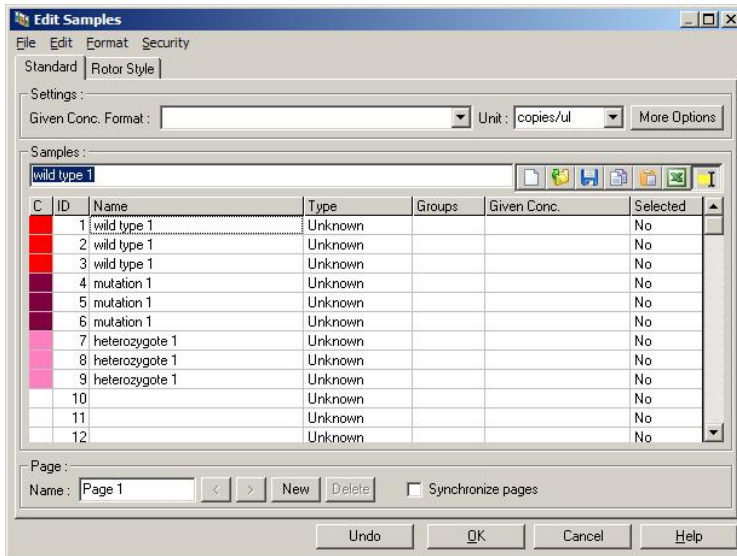 Edit Samples
File Edit Format Security
Standard Rotor Style
Settings :
Given Conc. Format : Unit : copies/ul More Options
Samples :
wild type 1
C ID Name Type Groups Given Conc. Selected
1 wild type 1 Unknown No
2 wild type 1 Unknown No
3 wild type 1 Unknown No
4 mutation 1 Unknown No
5 mutation 1 Unknown No
6 mutation 1 Unknown No
7 heterozygote 1 Unknown No
8 heterozygote 1 Unknown No
9 heterozygote 1 Unknown No
10 Unknown No
11 Unknown No
12 Unknown No
Page :
Name : Page 1 < > New Delete Synchronize pages
Undo OK Cancel Help